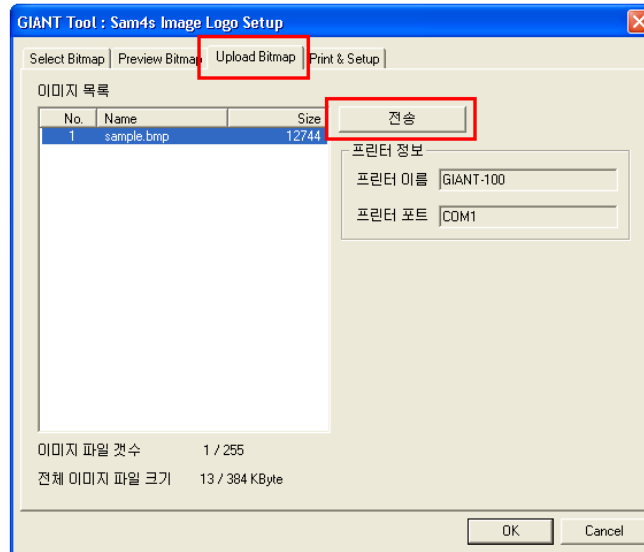 GIANT Tool : Sam4s Image Logo Setup
Select Bitmap Preview Bitmap Upload Bitmap Print & Setup
이미지 목록
No. Name Size
1 sample.bmp 12744
전송
프린터 정보
프린터 이름 GIANT-100
프린터 포트 COM1
이미지 파일 갯수 1 / 255
전체 이미지 파일 크기 13 / 384 KByte
OK Cancel